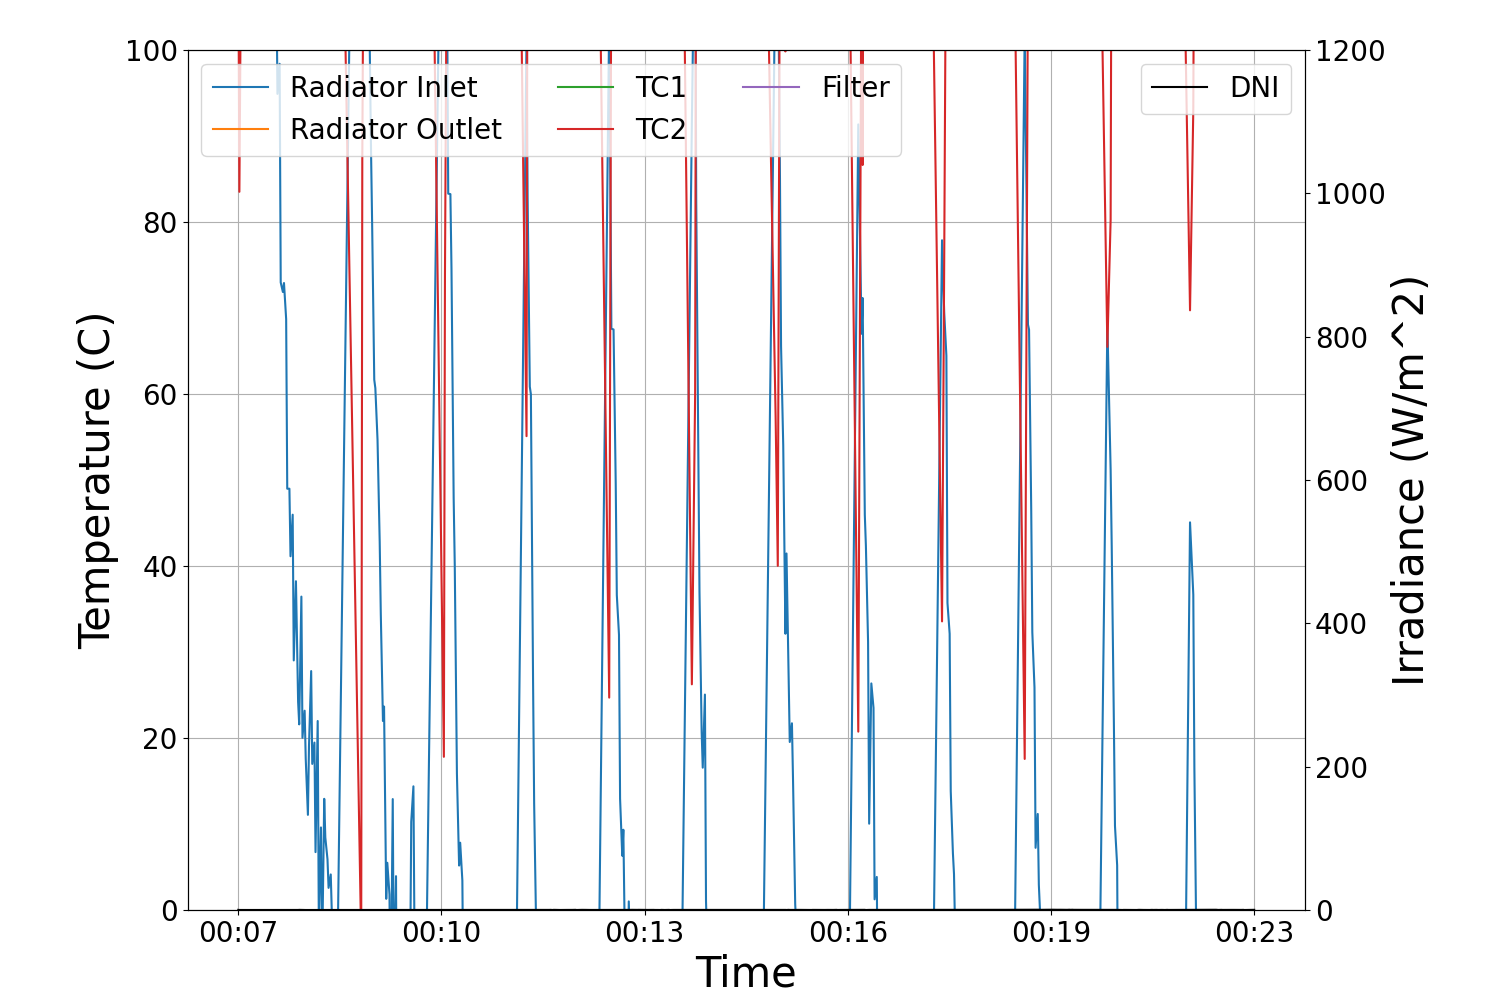 100
80
60
40
20
0
Temperature (C)
Radiator Inlet
Radiator Outlet
TC1
TC2
Filter
DNI
1200
1000
800
600
400
200
0
Irradiance (W/m^2)
00:07
00:10
00:13
00:16
00:19
00:23
Time